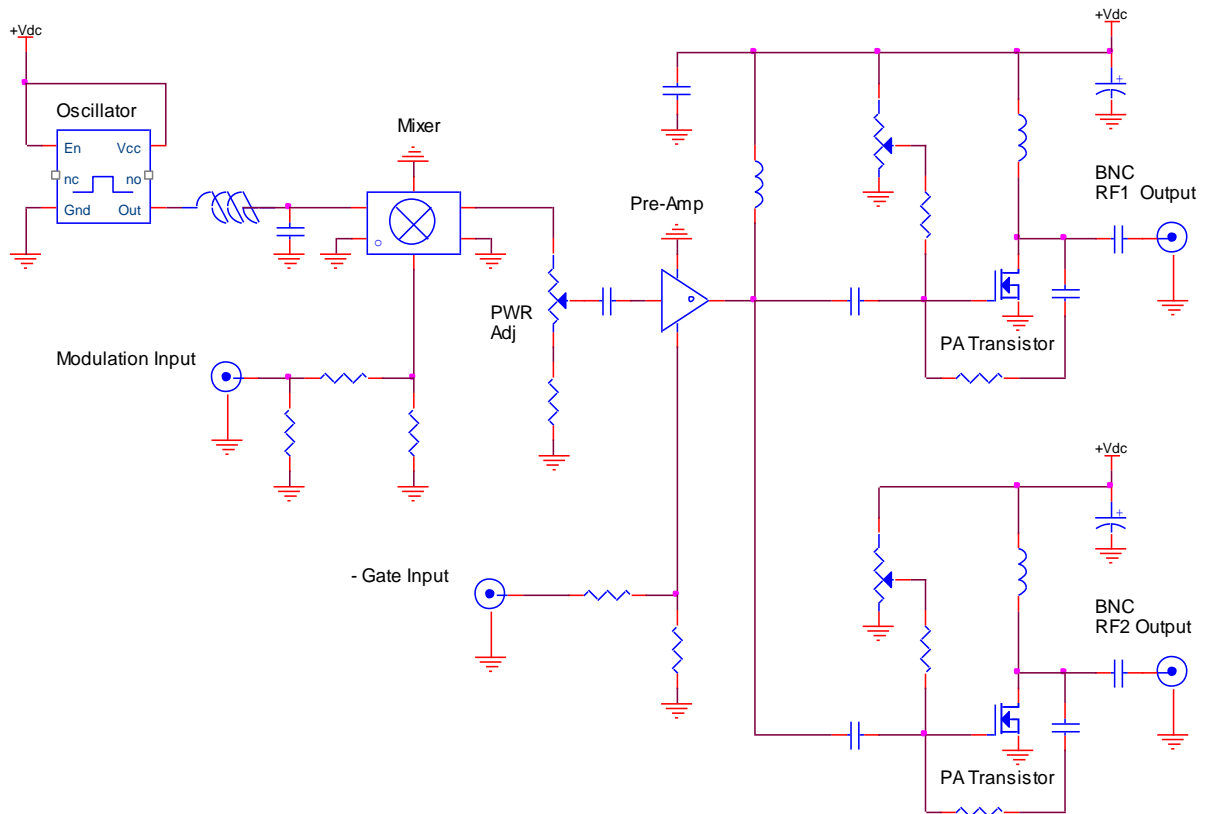 +Vdc
+Vdc
Oscillator
En Vcc
nc no
Gnd Out
Mixer
Pre-Amp
BNC
RF1 Output
PWR
Adj
PA Transistor
Modulation Input
+Vdc
- Gate Input
BNC
RF2 Output
PA Transistor